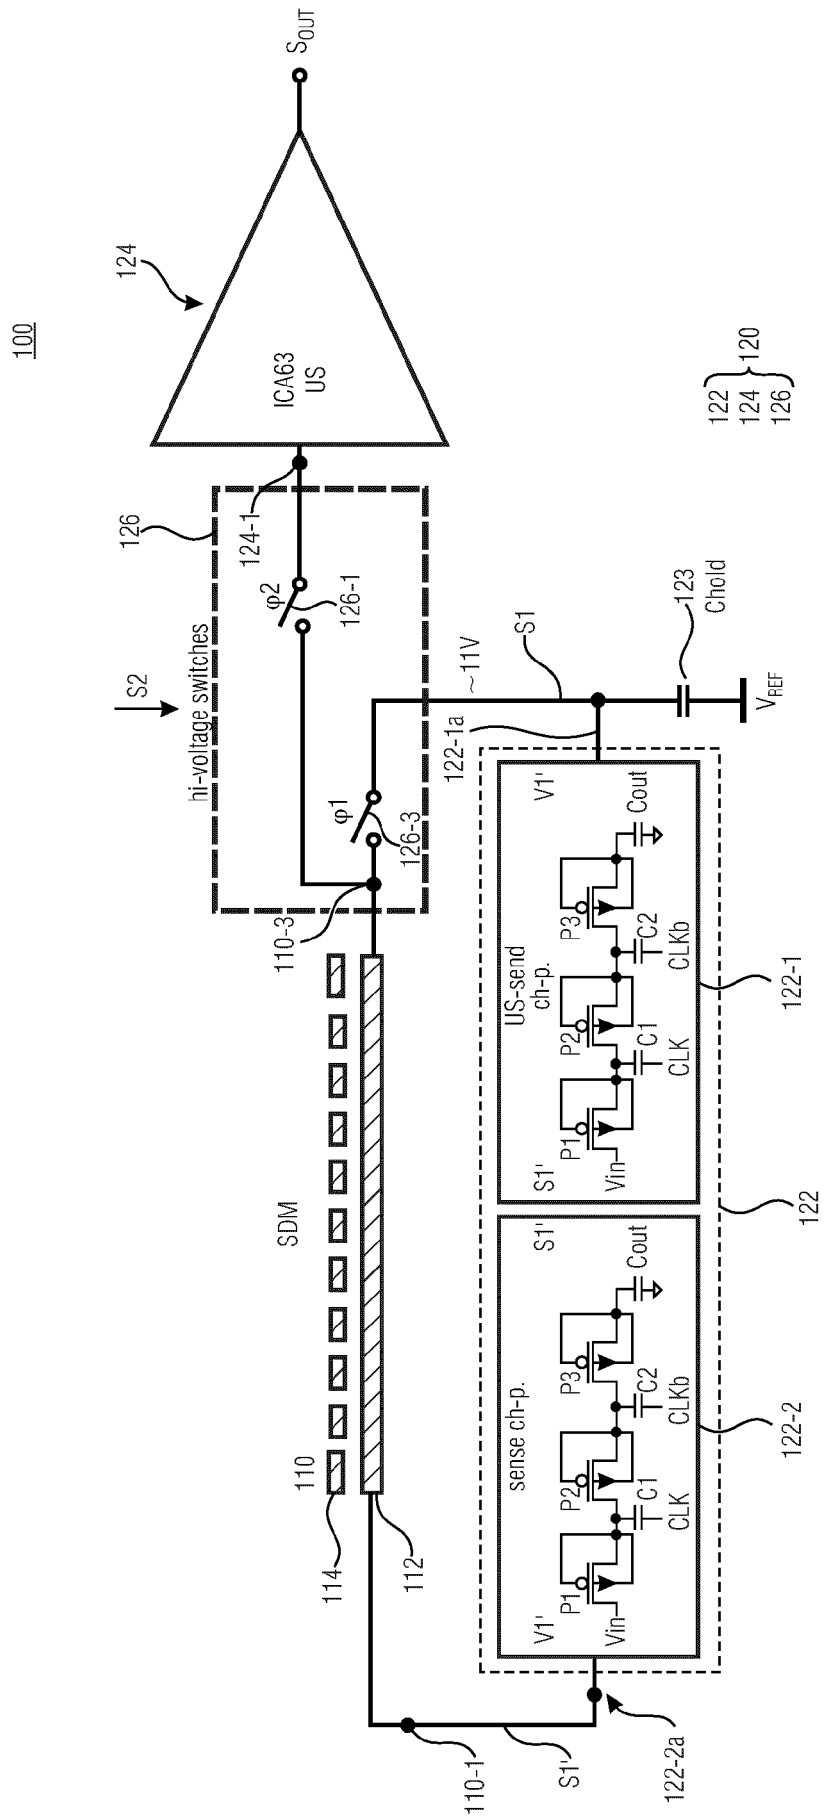 100
124
S_OUT
ICA63
US
126
124-1
S2
hi-voltage switches
φ2
126-1
φ1
126-3
110-3
~11V
S1
122-1a
123
Chold
V_REF
122
124
126
120
SDM
110
114
112
110-1
S1'
122-2a
V1'
sense ch-p.
S1'
Vin
P1
P2
P3
C1
C2
CLK
CLKb
Cout
122-2
S1'
US-send
ch-p.
V1'
Vin
P1
P2
P3
C1
C2
CLK
CLKb
Cout
122-1
122